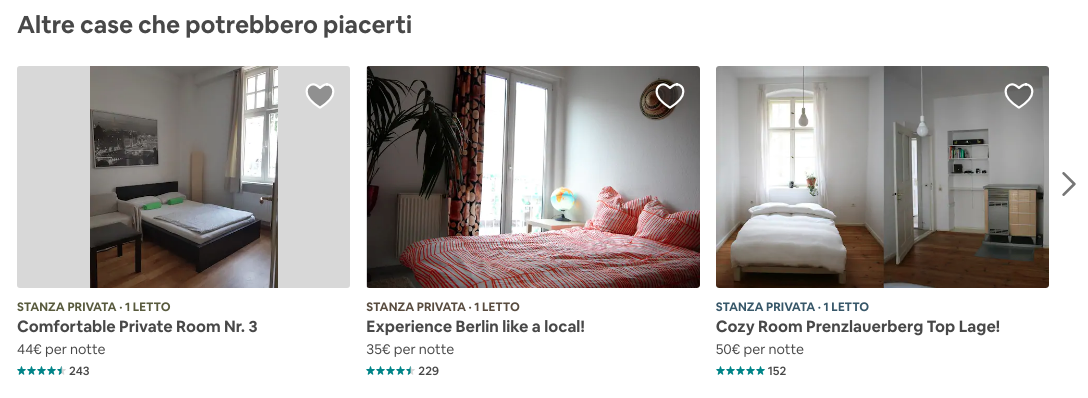 Altre case che potrebbero piacerti
STANZA PRIVATA · 1 LETTO
Comfortable Private Room Nr. 3
44€ per notte
243
STANZA PRIVATA · 1 LETTO
Experience Berlin like a local!
35€ per notte
229
STANZA PRIVATA · 1 LETTO
Cozy Room Prenzlauerberg Top Lage!
50€ per notte
152